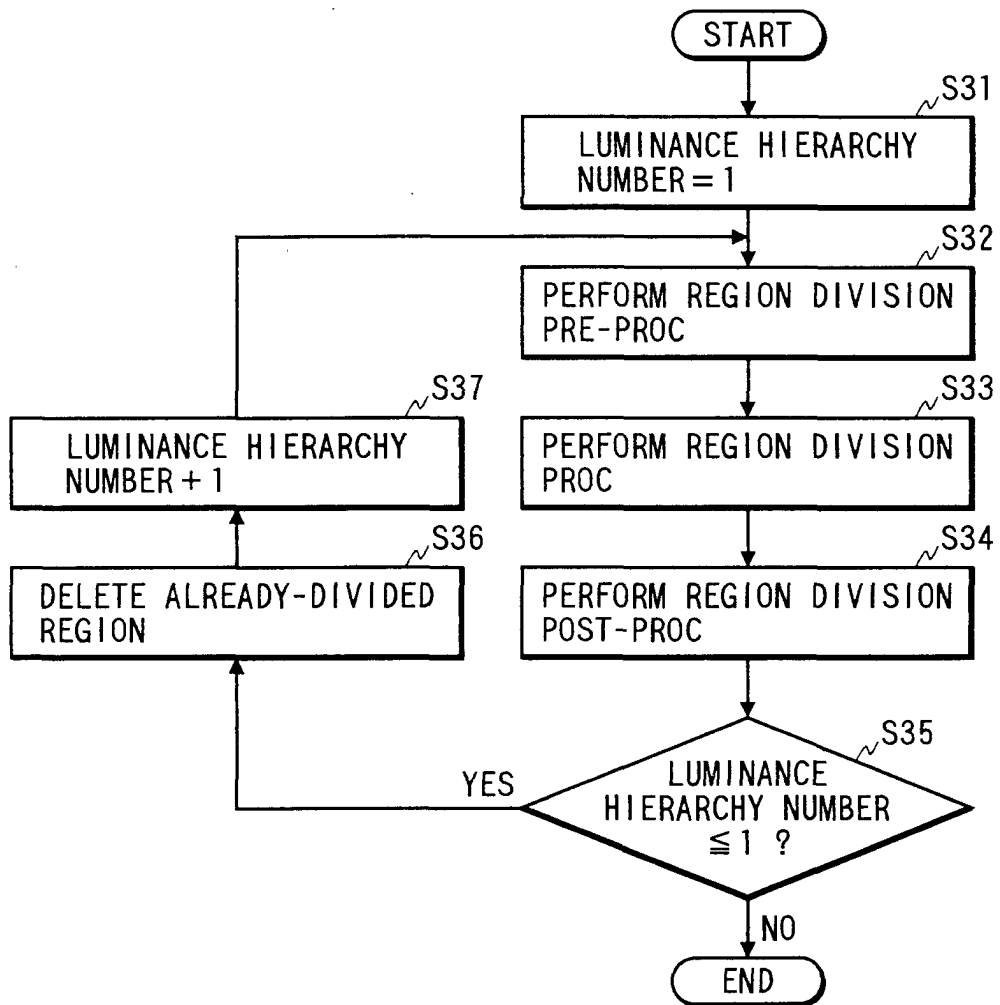 START
S31
LUMINANCE HIERARCHY
NUMBER=1
S32
PERFORM REGION DIVISION
PRE-PROC
S37
LUMINANCE HIERARCHY
NUMBER+1
S33
PERFORM REGION DIVISION
PROC
S36
DELETE ALREADY-DIVIDED
REGION
S34
PERFORM REGION DIVISION
POST-PROC
S35
LUMINANCE
HIERARCHY NUMBER
≦1 ?
YES
NO
END